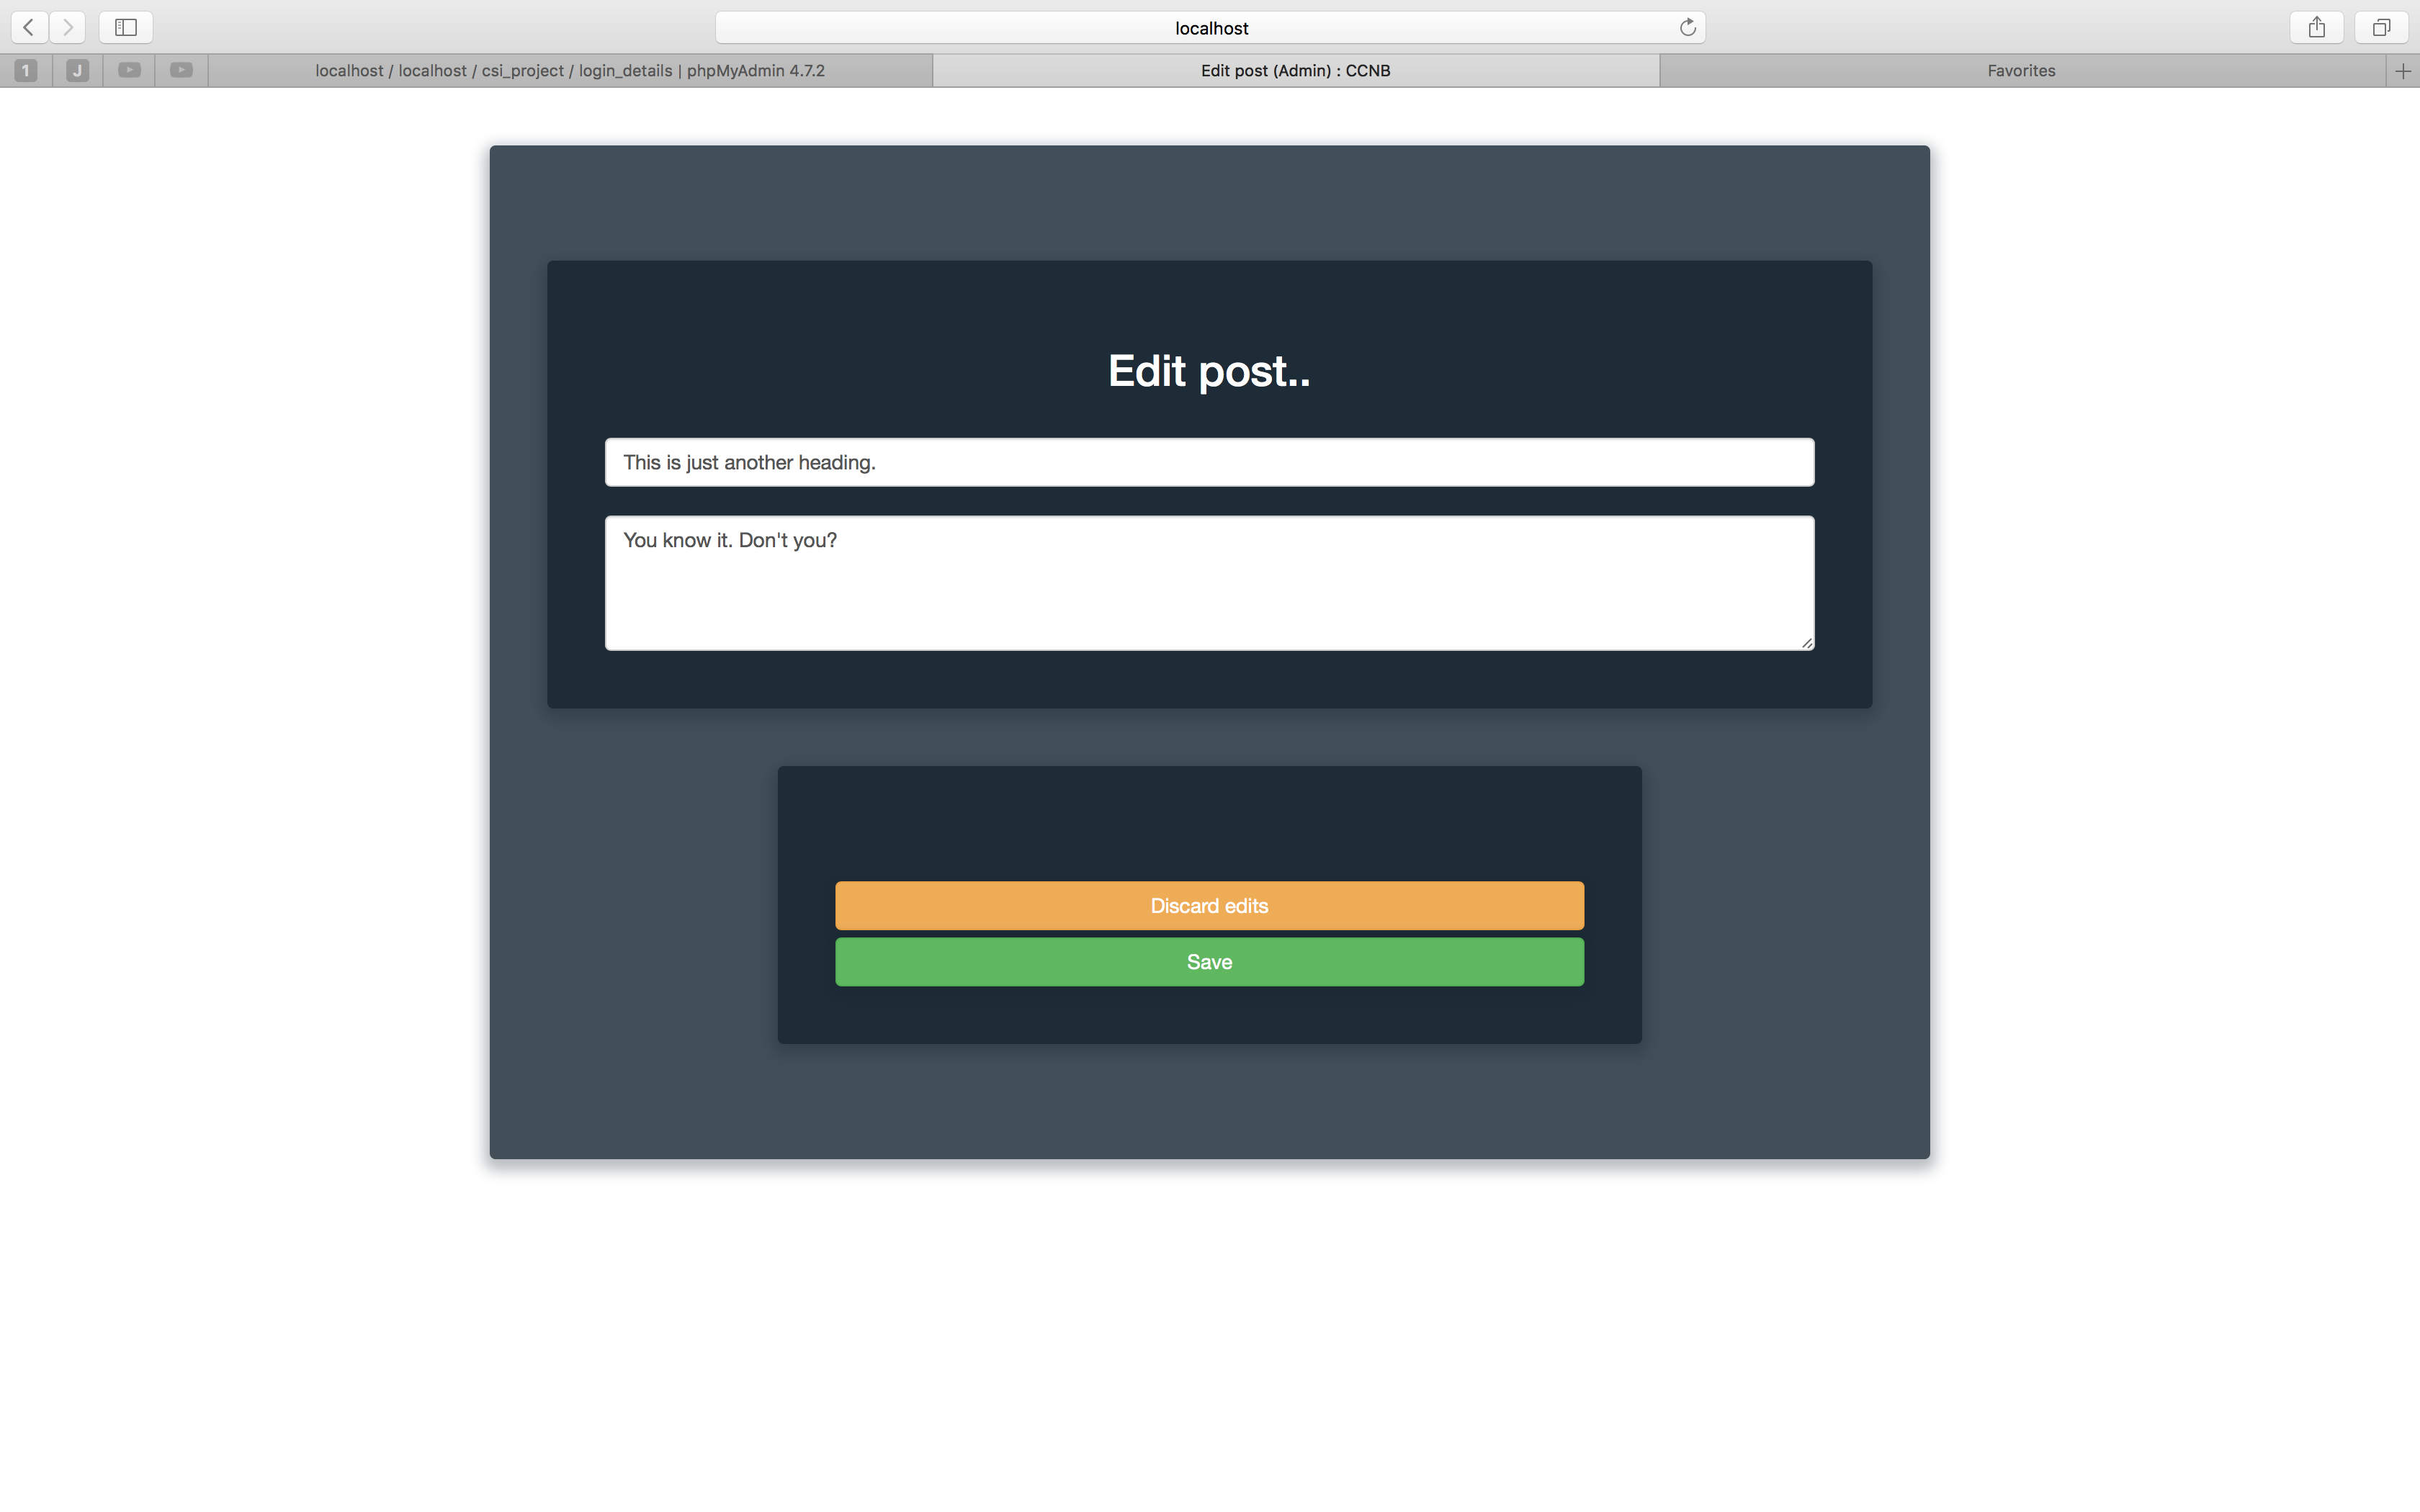 localhost
1
J
localhost / localhost / csi_project / login_details | phpMyAdmin 4.7.2
Edit post (Admin) : CCNB
Favorites
Edit post..
This is just another heading.
You know it. Don't you?
Discard edits
Save